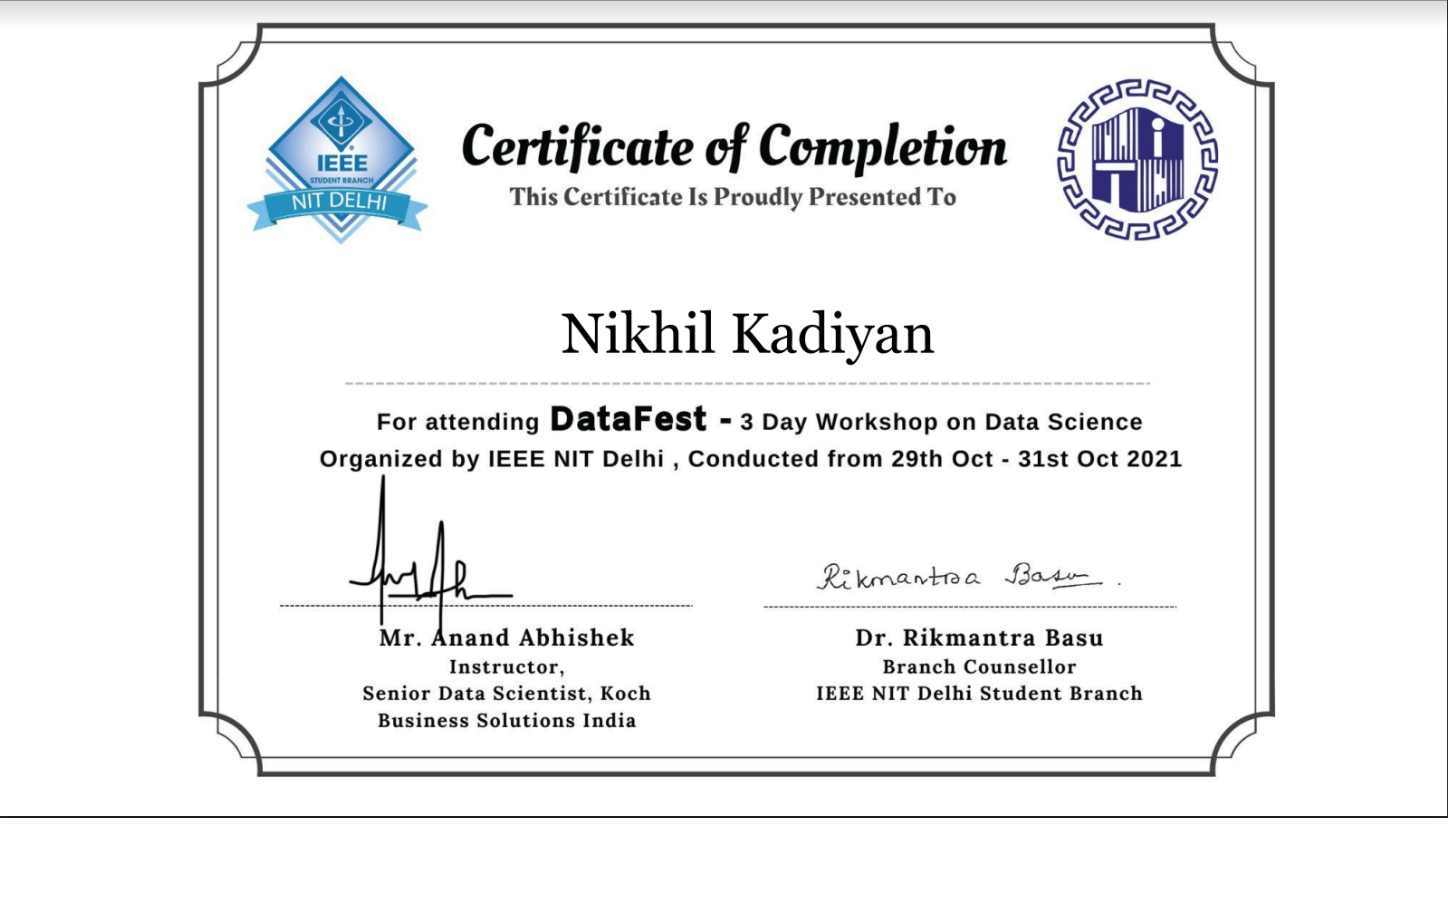 IEEE
STUDENT BRANCH
NIT DELHI
Certificate of Completion
This Certificate Is Proudly Presented To
NiT
Nikhil Kadiyan
For attending DataFest - 3 Day Workshop on Data Science
Organized by IEEE NIT Delhi , Conducted from 29th Oct - 31st Oct 2021
Mr. Anand Abhishek
Instructor,
Senior Data Scientist, Koch
Business Solutions India
Rikmantra Basu
Dr. Rikmantra Basu
Branch Counsellor
IEEE NIT Delhi Student Branch